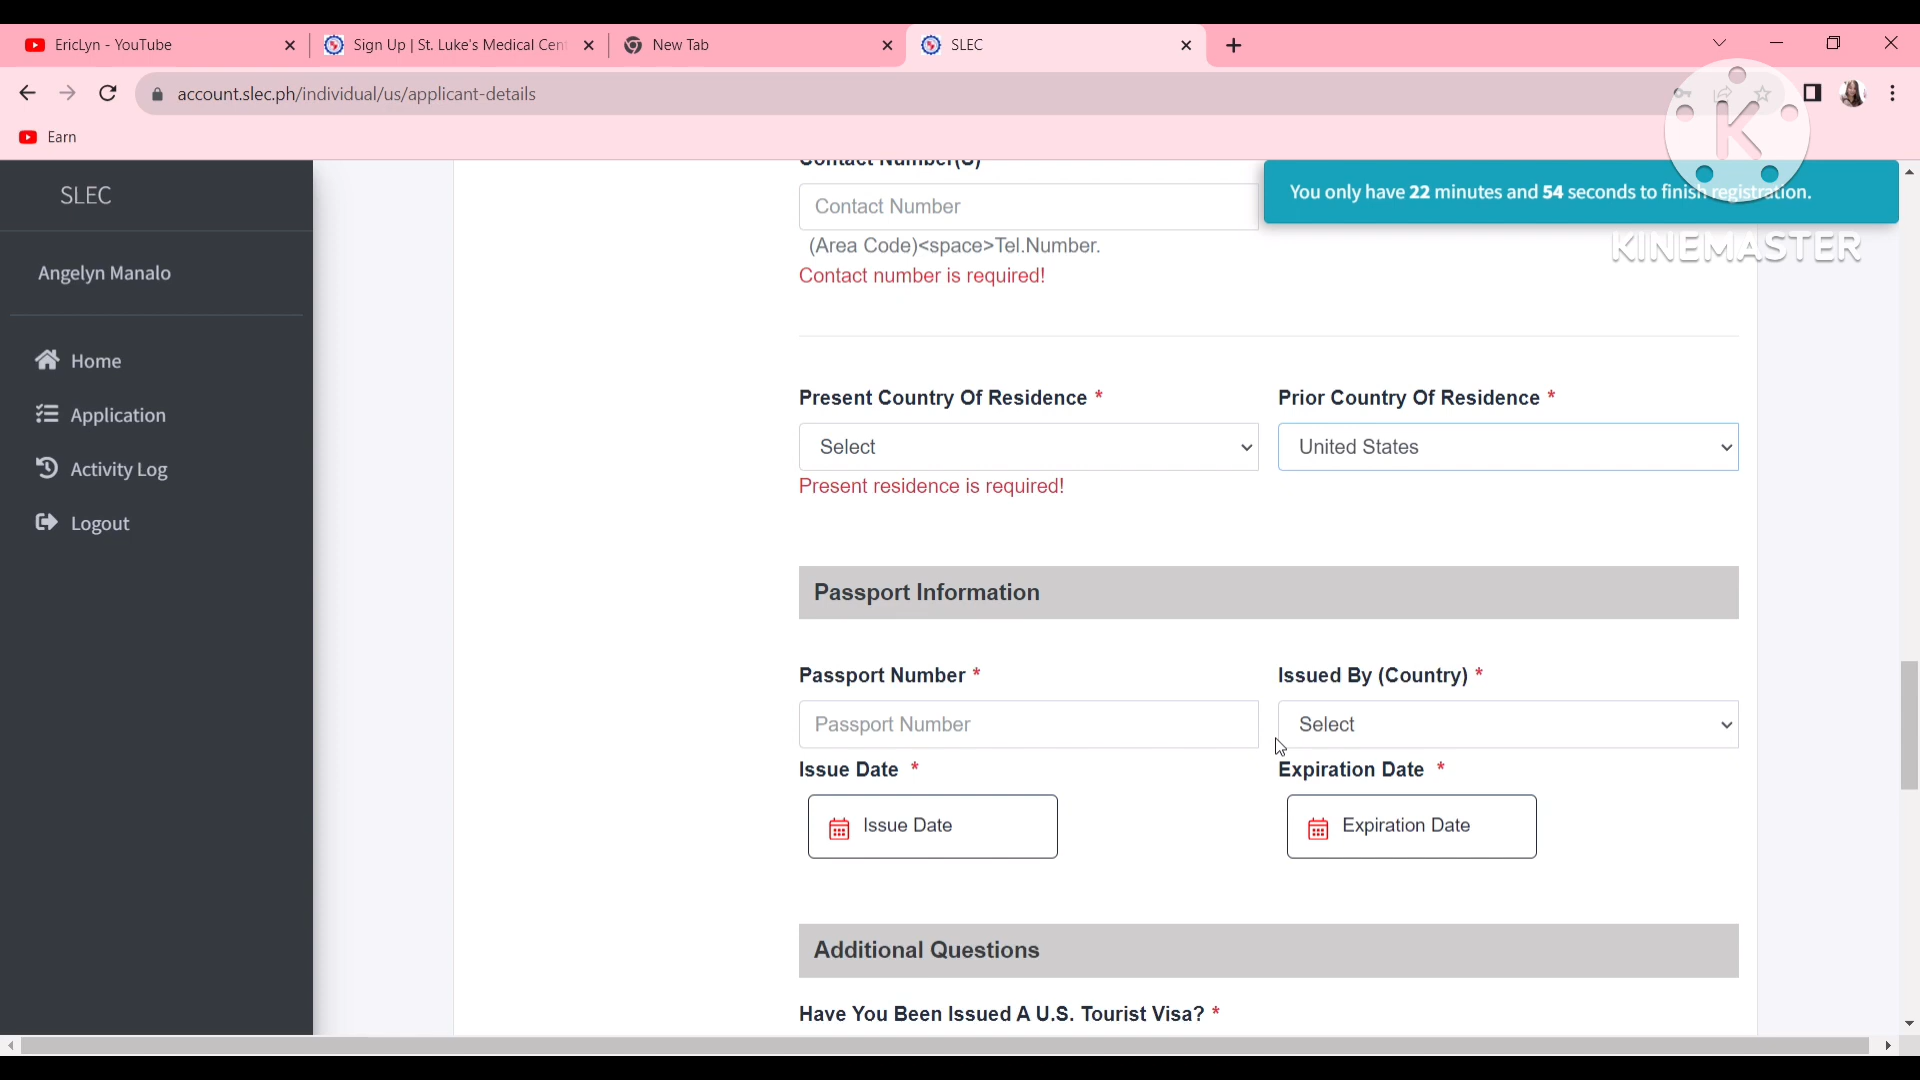 EricLyn - YouTube
Sign Up | St. Luke's Medical Cen
New Tab
SLEC
account.slec.ph/individual/us/applicant-details
Earn
SLEC
Angelyn Manalo
Home
Application
Activity Log
Logout
Contact Number(S)
Contact Number
(Area Code)<space>Tel.Number.
Contact number is required!
You only have 22 minutes and 54 seconds to finish registration.
K
KINEMASTER
Present Country Of Residence *
Prior Country Of Residence *
Select
United States
Present residence is required!
Passport Information
Passport Number *
Issued By (Country) *
Passport Number
Select
Issue Date *
Expiration Date *
Issue Date
Expiration Date
Additional Questions
Have You Been Issued A U.S. Tourist Visa? *